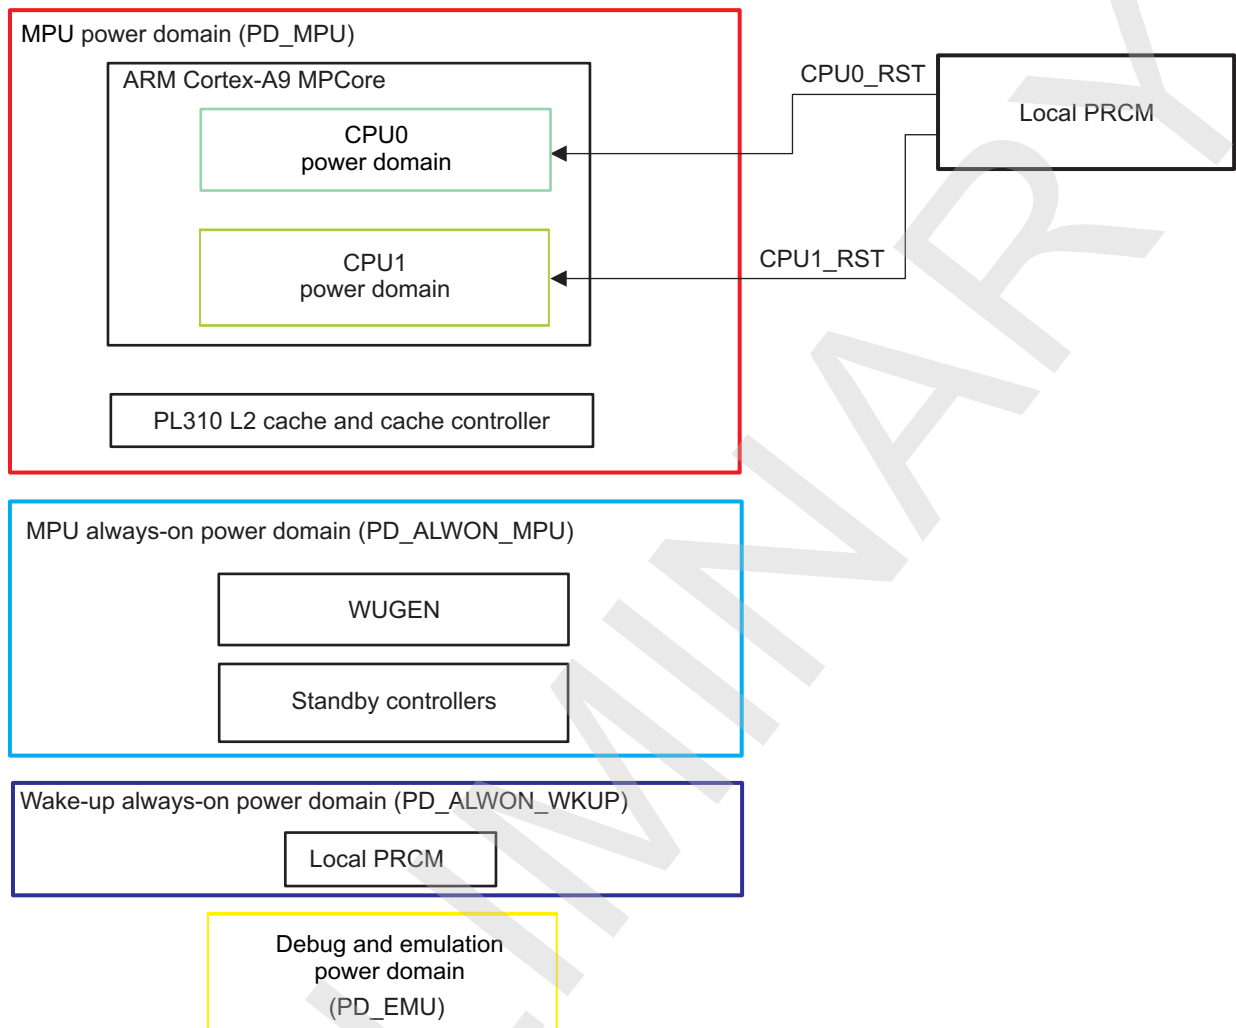 MPU power domain (PD_MPU)
ARM Cortex-A9 MPCore
CPU0
power domain
CPU0_RST
Local PRCM
CPU1
power domain
CPU1_RST
PL310 L2 cache and cache controller
MPU always-on power domain (PD_ALWON_MPU)
WUGEN
Standby controllers
Wake-up always-on power domain (PD_ALWON_WKUP)
Local PRCM
Debug and emulation
power domain
(PD_EMU)
LIMINARY